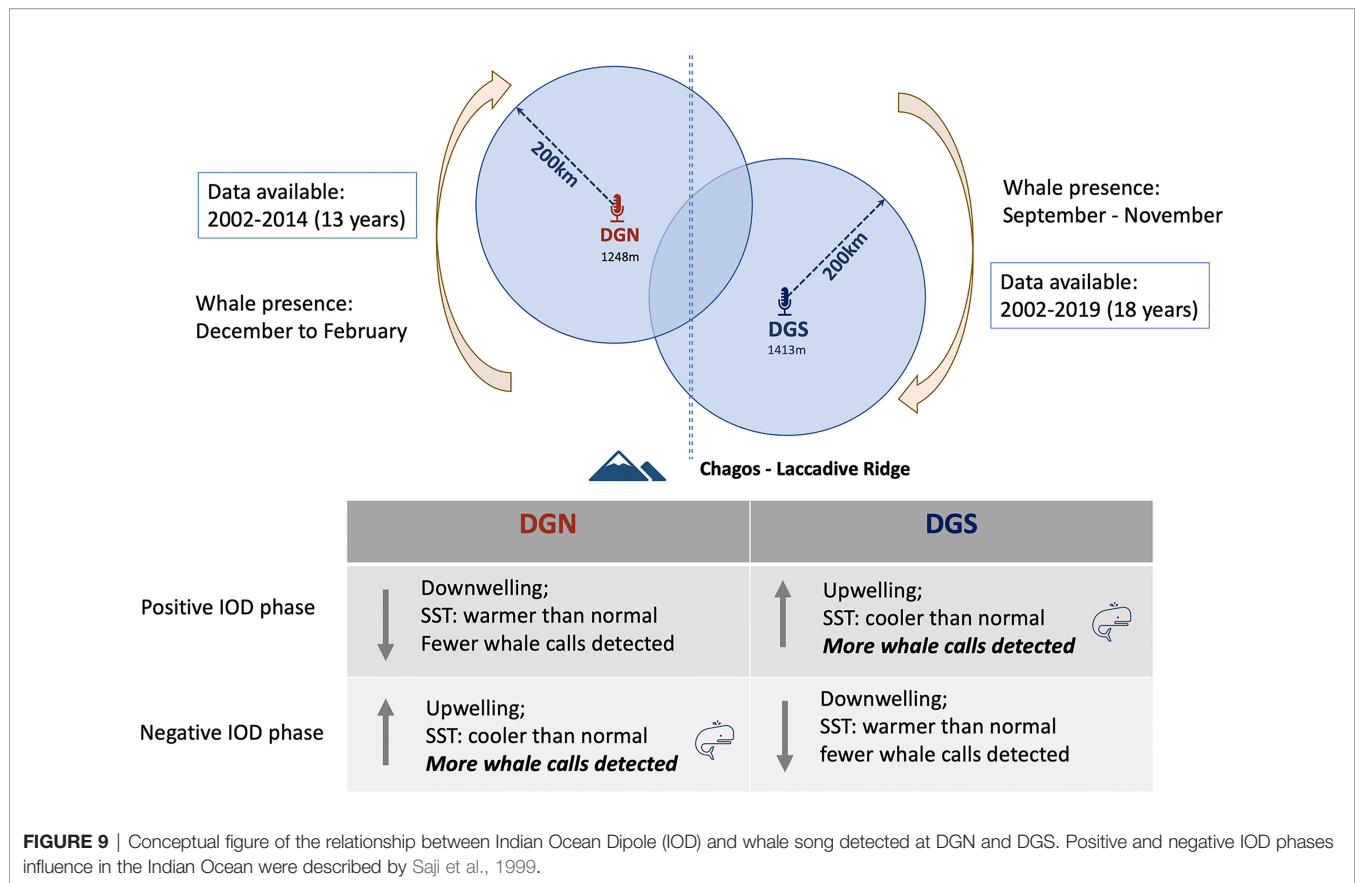 200km
DGN
1248m
200km
DGS
1413m
Data available:
2002-2014 (13 years)
Whale presence:
December to February
Whale presence:
September - November
Data available:
2002-2019 (18 years)
Chagos - Laccadive Ridge
DGN
DGS
Positive IOD phase
Downwelling;
SST: warmer than normal
Fewer whale calls detected
Upwelling;
SST: cooler than normal
More whale calls detected
Negative IOD phase
Upwelling;
SST: cooler than normal
More whale calls detected
Downwelling;
SST: warmer than normal
fewer whale calls detected
FIGURE 9 | Conceptual figure of the relationship between Indian Ocean Dipole (IOD) and whale song detected at DGN and DGS. Positive and negative IOD phases
influence in the Indian Ocean were described by Saji et al., 1999.